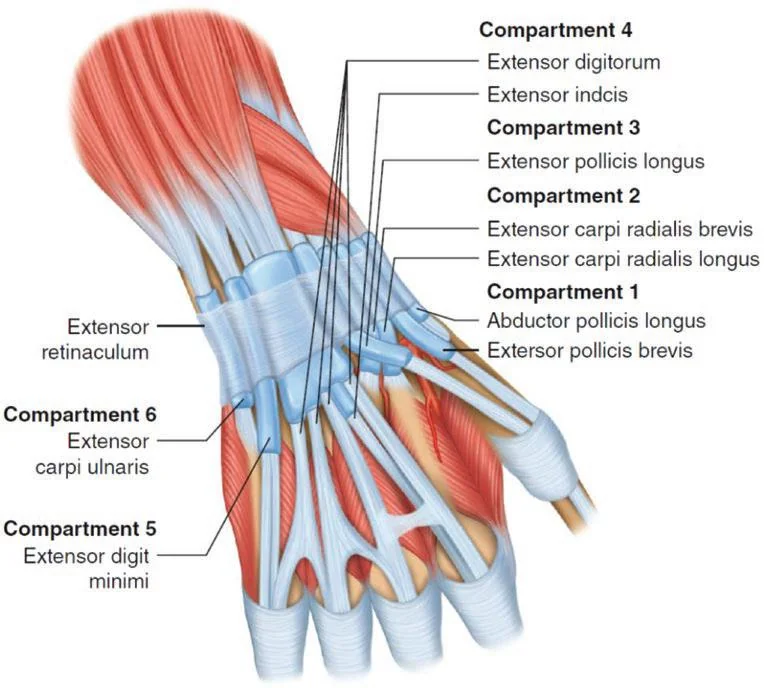 Compartment 4
Extensor digitorum
Extensor indcis
Compartment 3
Extensor pollicis longus
Compartment 2
Extensor carpi radialis brevis
Extensor carpi radialis longus
Compartment 1
Abductor pollicis longus
Extersor pollicis brevis
Extensor
retinaculum
Compartment 6
Extensor
carpi ulnaris
Compartment 5
Extensor digit
minimi